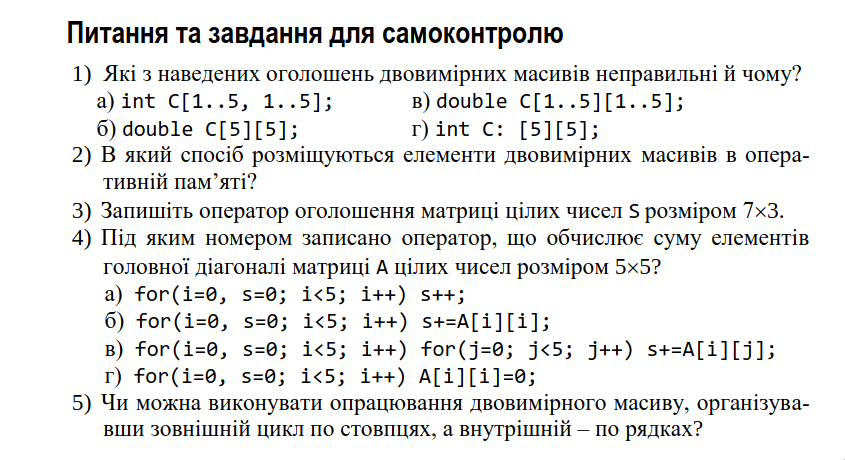 Питання та завдання для самоконтролю
1) Які з наведених оголошень двовимірних масивів неправильні й чому?
а) int C[1..5, 1..5]; в) double C[1..5][1..5];
б) double C[5][5]; г) int C: [5][5];
2) В який спосіб розміщуються елементи двовимірних масивів в опера-
тивній пам’яті?
3) Запишіть оператор оголошення матриці цілих чисел S розміром 7×3.
4) Під яким номером записано оператор, що обчислює суму елементів
головної діагоналі матриці A цілих чисел розміром 5×5?
а) for(i=0, s=0; i<5; i++) s++;
б) for(i=0, s=0; i<5; i++) s+=A[i][i];
в) for(i=0, s=0; i<5; i++) for(j=0; j<5; j++) s+=A[i][j];
г) for(i=0, s=0; i<5; i++) A[i][i]=0;
5) Чи можна виконувати опрацювання двовимірного масиву, організува-
вши зовнішній цикл по стовпцях, а внутрішній – по рядках?